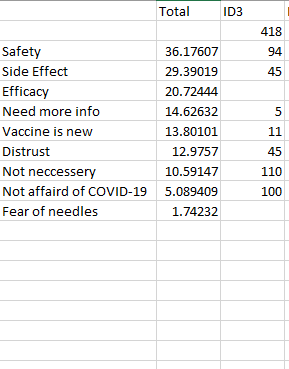 Total ID3
418
Safety 36.17607 94
Side Effect 29.39019 45
Efficacy 20.72444
Need more info 14.62632 5
Vaccine is new 13.80101 11
Distrust 12.9757 45
Not neccessery 10.59147 110
Not affaird of COVID-19 5.089409 100
Fear of needles 1.74232